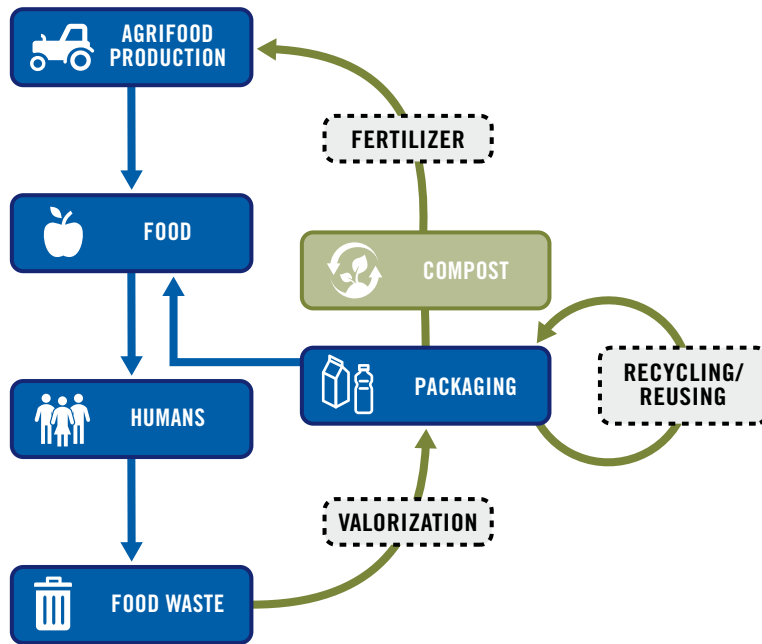 AGRIFOOD
PRODUCTION
FERTILIZER
FOOD
COMPOST
PACKAGING
RECYCLING/
REUSING
HUMANS
VALORIZATION
FOOD WASTE